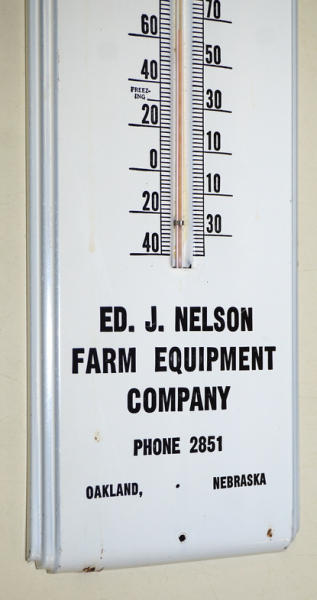 70
60
50
40
30
FREEZ-
ING
20
10
0
10
20
30
40
ED. J. NELSON
FARM EQUIPMENT
COMPANY
PHONE 2851
OAKLAND, • NEBRASKA